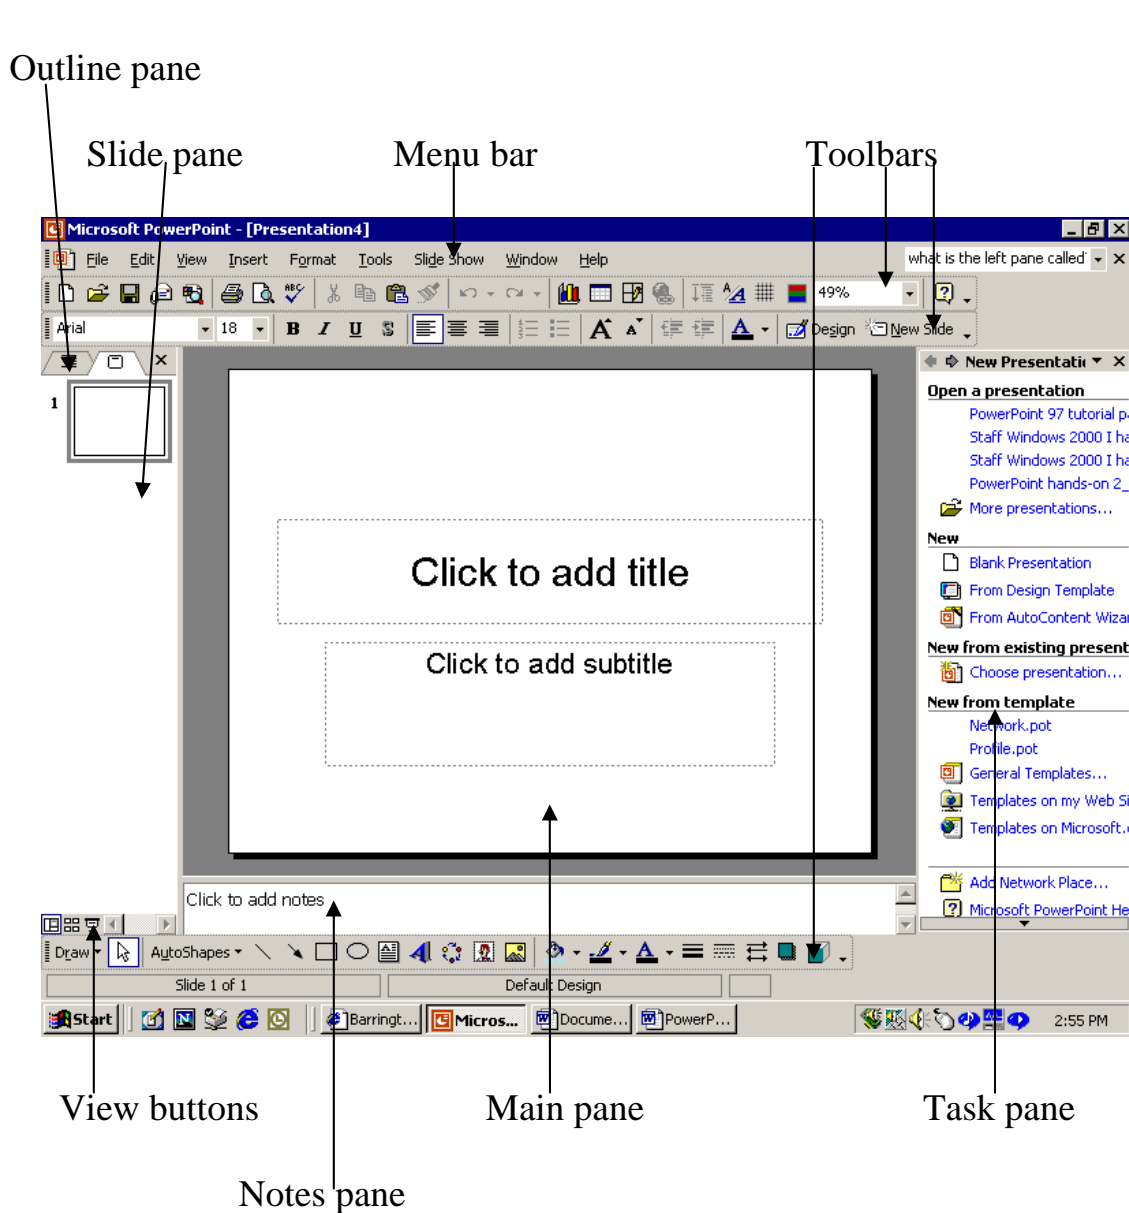 Outline pane
Slide pane Menu bar Toolbars
Microsoft PowerPoint - [Presentation4]
File Edit View Insert Format Tools Slide Show Window Help what is the left pane called
49%
Arial 18 B I U S Design New Slide
New Presentati
1
Open a presentation
PowerPoint 97 tutorial p
Staff Windows 2000 I ha
Staff Windows 2000 I ha
PowerPoint hands-on 2_
More presentations...
New
Blank Presentation
From Design Template
From AutoContent Wiza
New from existing present
Choose presentation...
New from template
Network.pot
Profile.pot
General Templates...
Templates on my Web Si
Templates on Microsoft.
Add Network Place...
Microsoft PowerPoint He
Click to add title
Click to add subtitle
Click to add notes
Draw AutoShapes
Slide 1 of 1 Default Design
Start Barringt... Micros... Docume... PowerP... 2:55 PM
View buttons Main pane Task pane
Notes pane